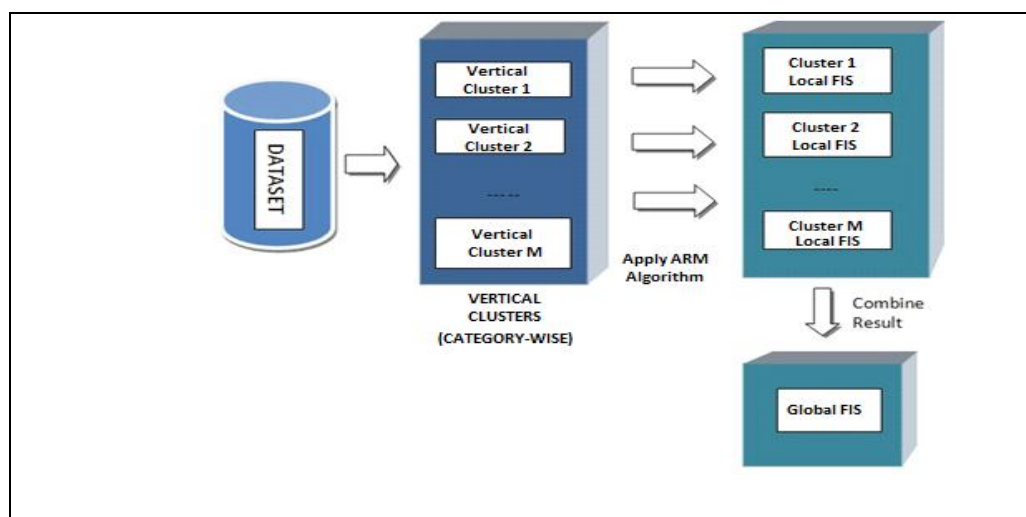 DATASET
Vertical
Cluster 1
Vertical
Cluster 2
-- -- --
Vertical
Cluster M
VERTICAL
CLUSTERS
(CATEGORY-WISE)
Apply ARM
Algorithm
Cluster 1
Local FIS
Cluster 2
Local FIS
----
Cluster M
Local FIS
Combine
Result
Global FIS